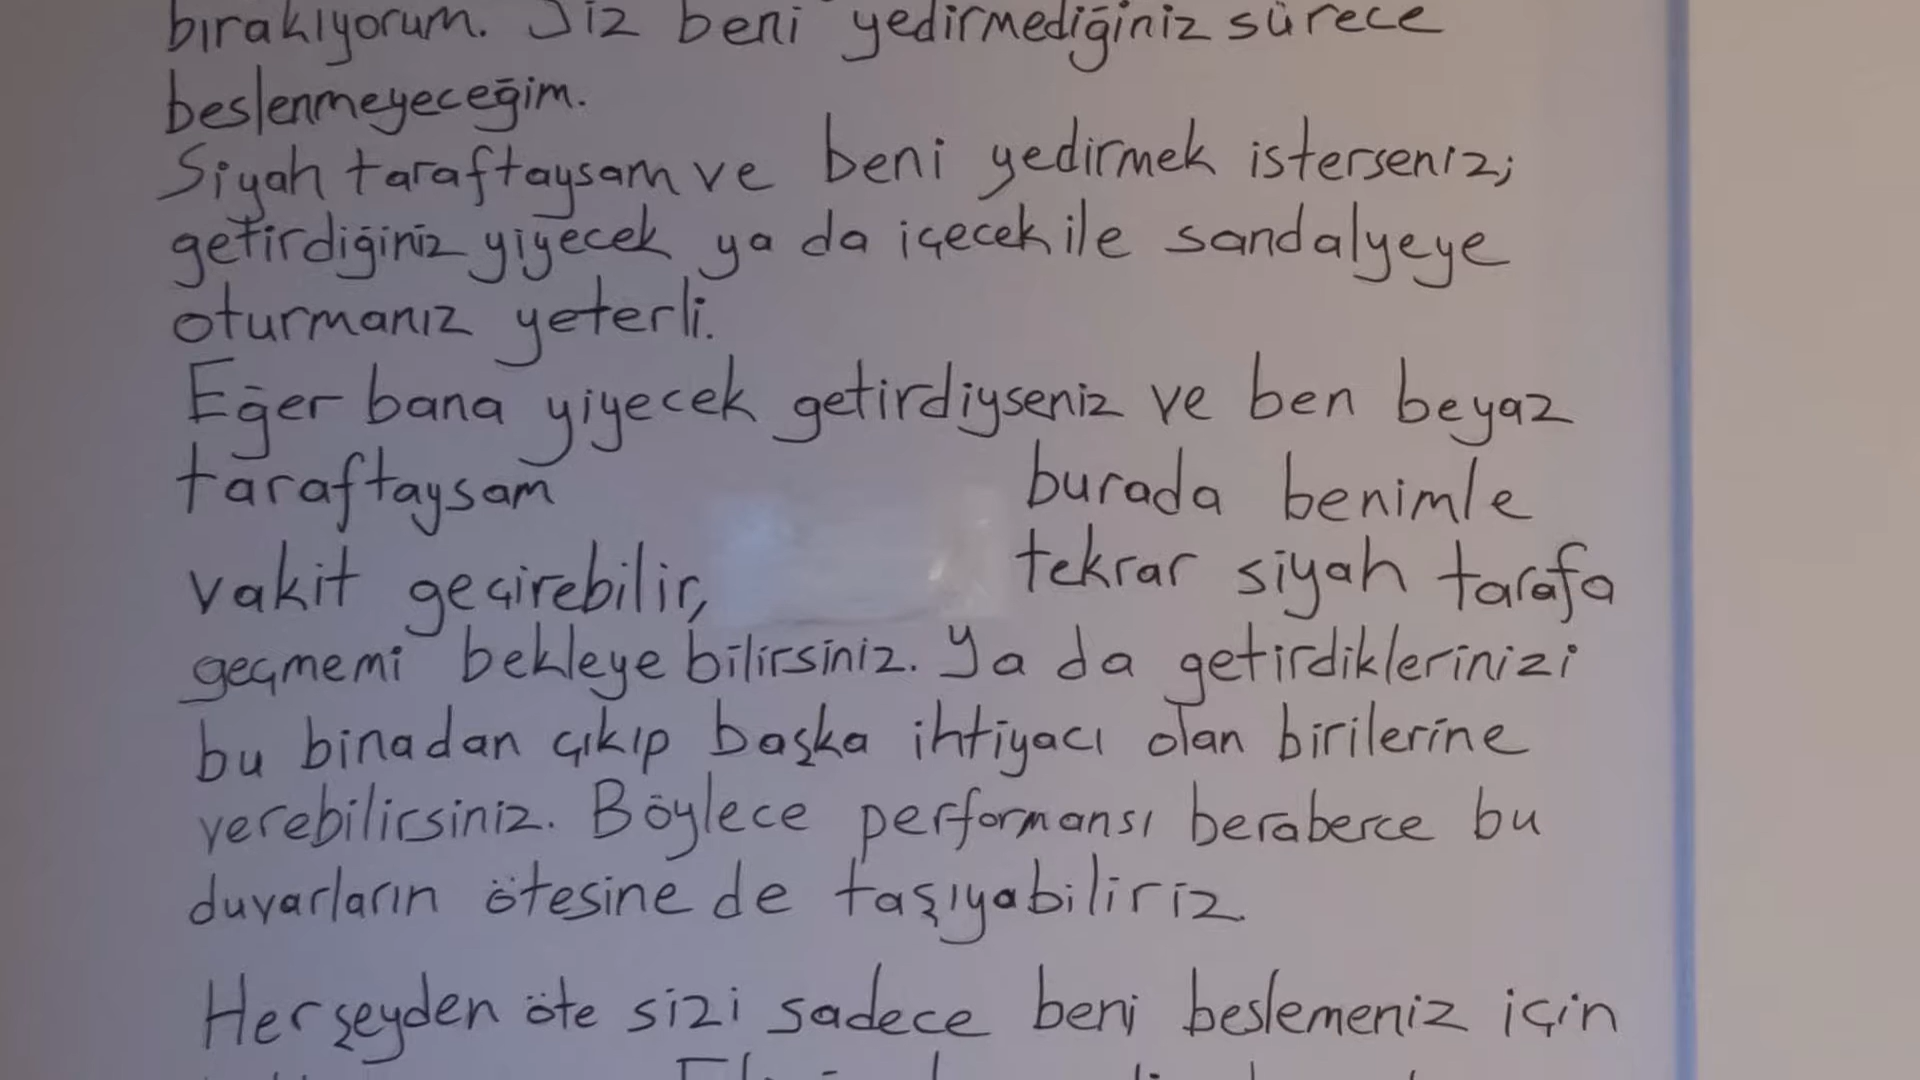 bırakıyorum. Siz beni yedirmediğiniz sürece
beslenmeyeceğim.
Siyah taraftaysam ve beni yedirmek isterseniz;
getirdiğiniz yiyecek ya da içecek ile sandalyeye
oturmanız yeterli.
Eğer bana yiyecek getirdiyseniz ve ben beyaz
taraftaysam burada benimle
vakit geçirebilir, tekrar siyah tarafa
geçmemi bekleye bilirsiniz. Ya da getirdiklerinizi
bu binadan çıkıp başka ihtiyacı olan birilerine
verebilirsiniz. Böylece performansı beraberce bu
duvarların ötesine de taşıyabiliriz.
Herşeyden öte sizi sadece beni beslemeniz için